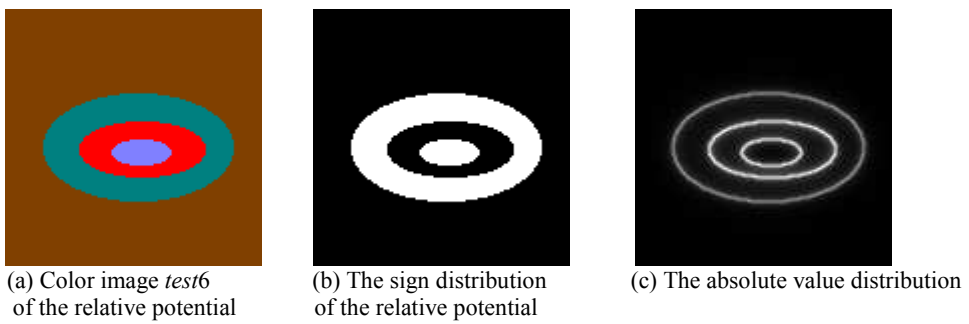 (a) Color image test6
of the relative potential
(b) The sign distribution
of the relative potential
(c) The absolute value distribution